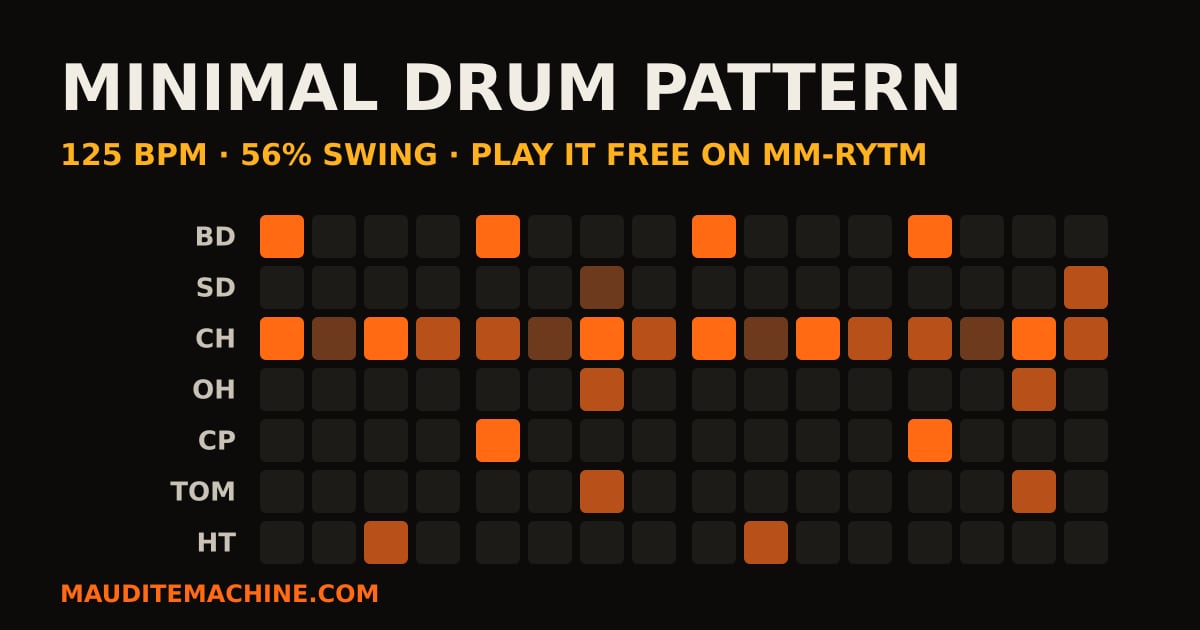 MINIMAL DRUM PATTERN
125 BPM · 56% SWING · PLAY IT FREE ON MM-RYTM
BD
SD
CH
OH
CP
TOM
HT
MAUDITEMACHINE.COM